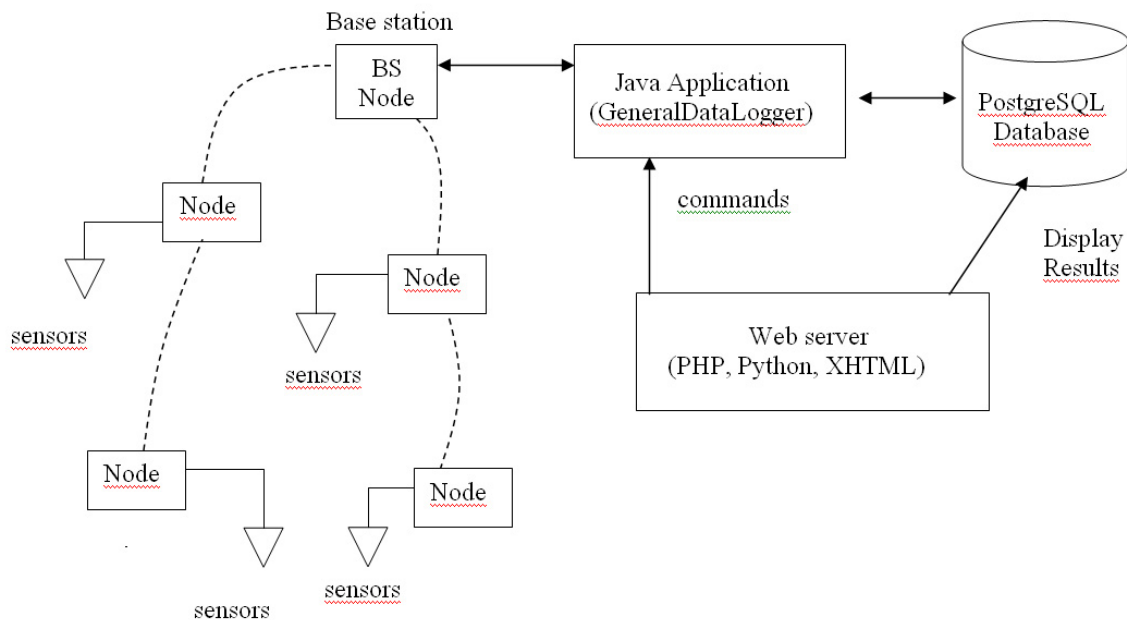 Base station
BS
Node
Java Application
(GeneralDataLogger)
PostgreSQL
Database
Node
sensors
commands
Display
Results
Node
sensors
Web server
(PHP, Python, XHTML)
Node
sensors
Node
sensors